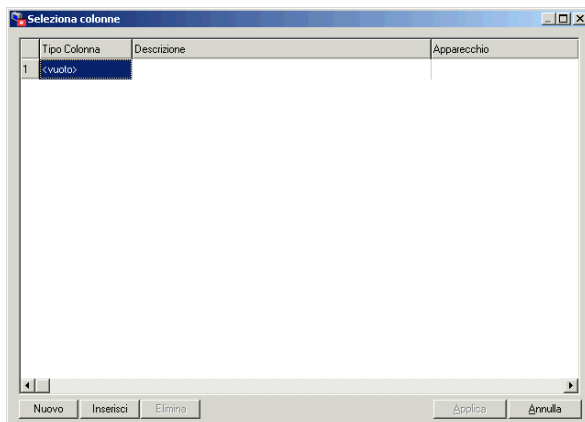 Seleziona colonne
Tipo Colonna Descrizione Apparecchio
1 <vuoto>
Nuovo Inserisci Elimina Applica Annulla